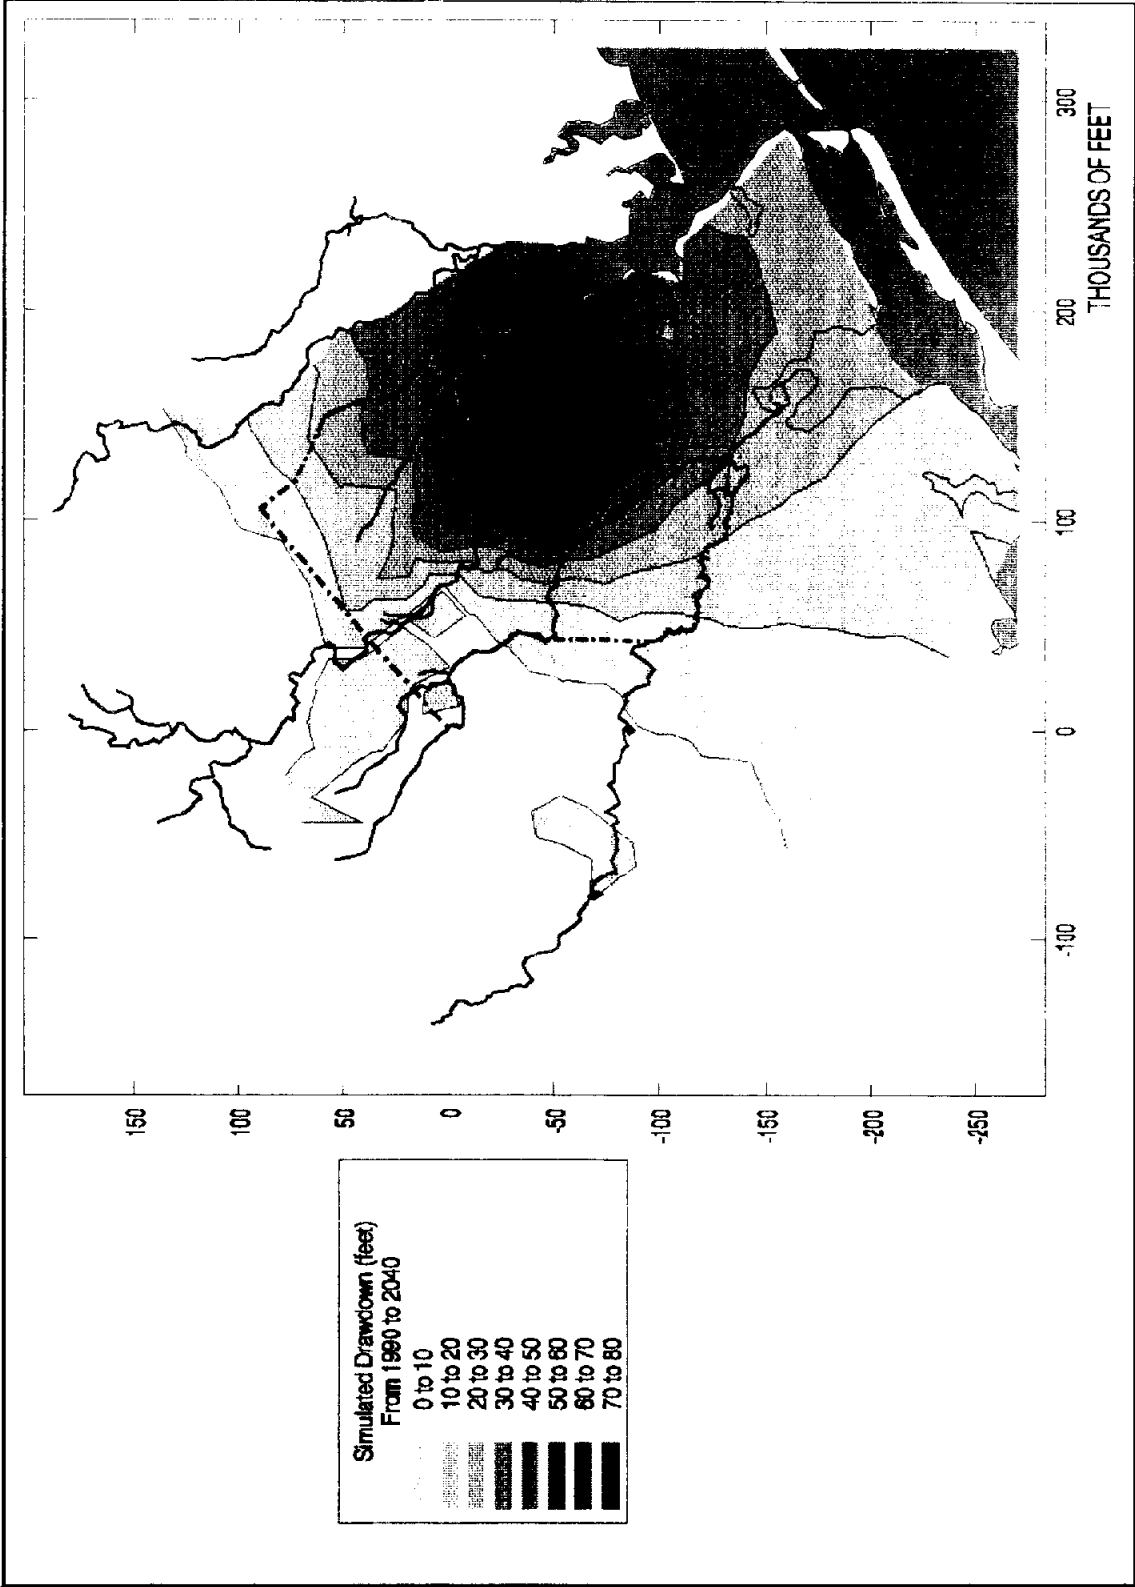 Simulated Drawdown (feet)
From 1990 to 2040
0 to 10
10 to 20
20 to 30
30 to 40
40 to 50
50 to 60
60 to 70
70 to 80
150
100
50
0
-50
-100
-150
-200
-250
-100
0
100
200
300
THOUSANDS OF FEET